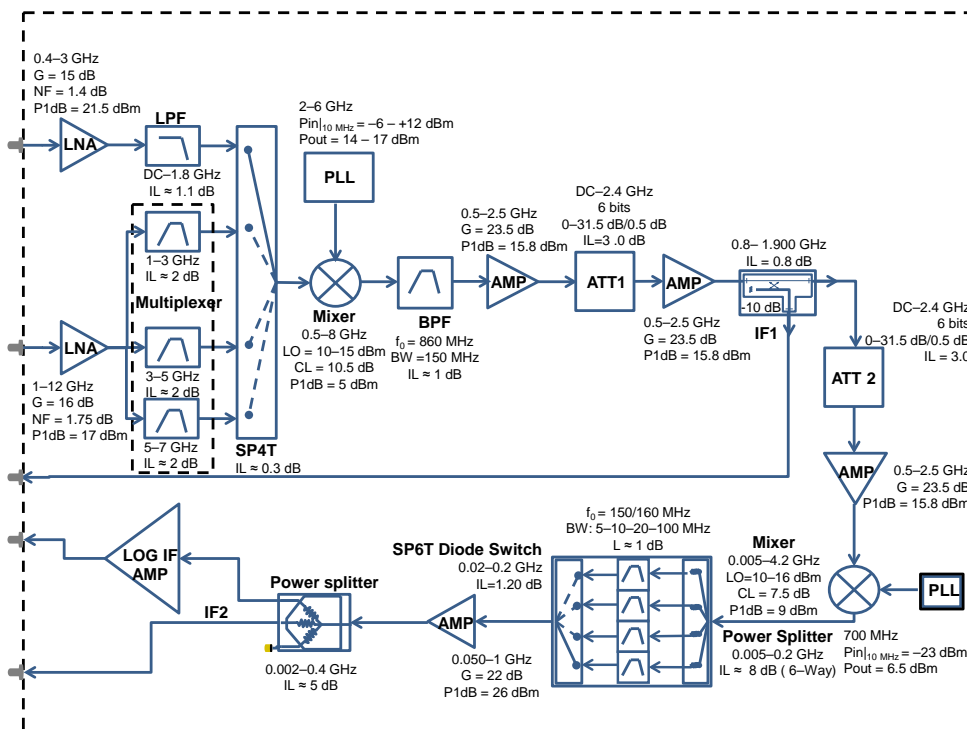 0.4–3 GHz
G = 15 dB
NF = 1.4 dB
P1dB = 21.5 dBm
LNA
LPF
DC–1.8 GHz
IL ≈ 1.1 dB
1–3 GHz
IL ≈ 2 dB
Multiplexer
LNA
3–5 GHz
IL ≈ 2 dB
1–12 GHz
G = 16 dB
NF = 1.75 dB
P1dB = 17 dBm
5–7 GHz
IL ≈ 2 dB
SP4T
IL ≈ 0.3 dB
2–6 GHz
Pin|10 MHz = –6 – +12 dBm
Pout = 14 – 17 dBm
PLL
Mixer
0.5–8 GHz
LO = 10–15 dBm
CL = 10.5 dB
P1dB = 5 dBm
BPF
f0 = 860 MHz
BW =150 MHz
IL ≈ 1 dB
0.5–2.5 GHz
G = 23.5 dB
P1dB = 15.8 dBm
AMP
DC–2.4 GHz
6 bits
0–31.5 dB/0.5 dB
IL=3 .0 dB
ATT1
AMP
0.5–2.5 GHz
G = 23.5 dB
P1dB = 15.8 dBm
0.8– 1.900 GHz
IL = 0.8 dB
-10 dB
IF1
DC–2.4 GHz
6 bits
0–31.5 dB/0.5 dB
IL = 3.0
ATT 2
AMP
0.5–2.5 GHz
G = 23.5 dB
P1dB = 15.8 dBm
Mixer
0.005–4.2 GHz
LO=10–16 dBm
CL = 7.5 dB
P1dB = 9 dBm
PLL
700 MHz
Pin|10 MHz = –23 dBm
Pout = 6.5 dBm
Power Splitter
0.005–0.2 GHz
IL ≈ 8 dB ( 6-Way)
f0 = 150/160 MHz
BW: 5–10–20–100 MHz
L ≈ 1 dB
SP6T Diode Switch
0.02–0.2 GHz
IL=1.20 dB
AMP
0.050–1 GHz
G = 22 dB
P1dB = 26 dBm
Power splitter
0.002–0.4 GHz
IL ≈ 5 dB
LOG IF
AMP
IF2